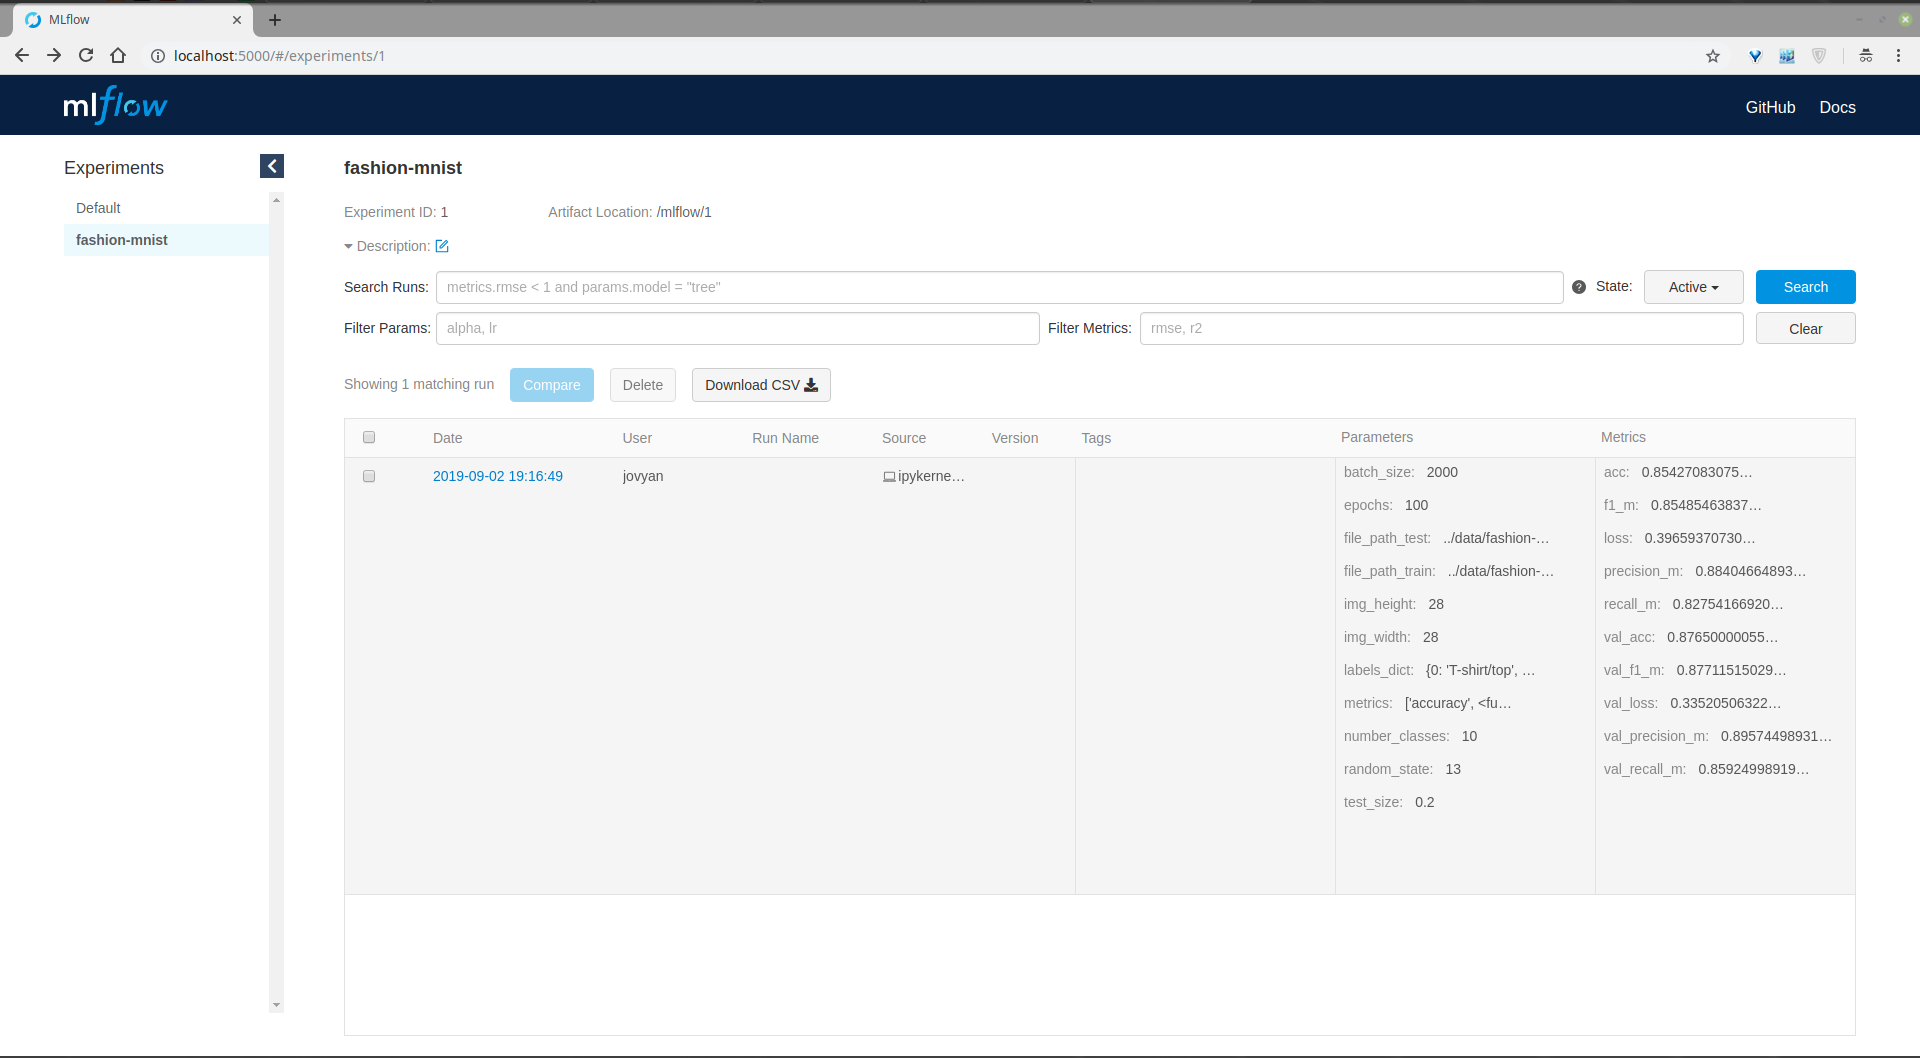 MLflow
localhost:5000/#/experiments/1
mlflow
GitHub Docs
Experiments
Default
fashion-mnist
fashion-mnist
Experiment ID: 1 Artifact Location: /mlflow/1
Description:
Search Runs: metrics.rmse < 1 and params.model = "tree" ? State: Active Search
Filter Params: alpha, lr Filter Metrics: rmse, r2 Clear
Showing 1 matching run Compare Delete Download CSV
Date User Run Name Source Version Tags Parameters Metrics
2019-09-02 19:16:49 jovyan ipykerne…
batch_size: 2000
epochs: 100
file_path_test: ../data/fashion-…
file_path_train: ../data/fashion-…
img_height: 28
img_width: 28
labels_dict: {0: 'T-shirt/top', …
metrics: ['accuracy', <fu…
number_classes: 10
random_state: 13
test_size: 0.2
acc: 0.85427083075…
f1_m: 0.85485463837…
loss: 0.39659370730…
precision_m: 0.88404664893…
recall_m: 0.82754166920…
val_acc: 0.87650000055…
val_f1_m: 0.87711515029…
val_loss: 0.33520506322…
val_precision_m: 0.89574498931…
val_recall_m: 0.85924998919…